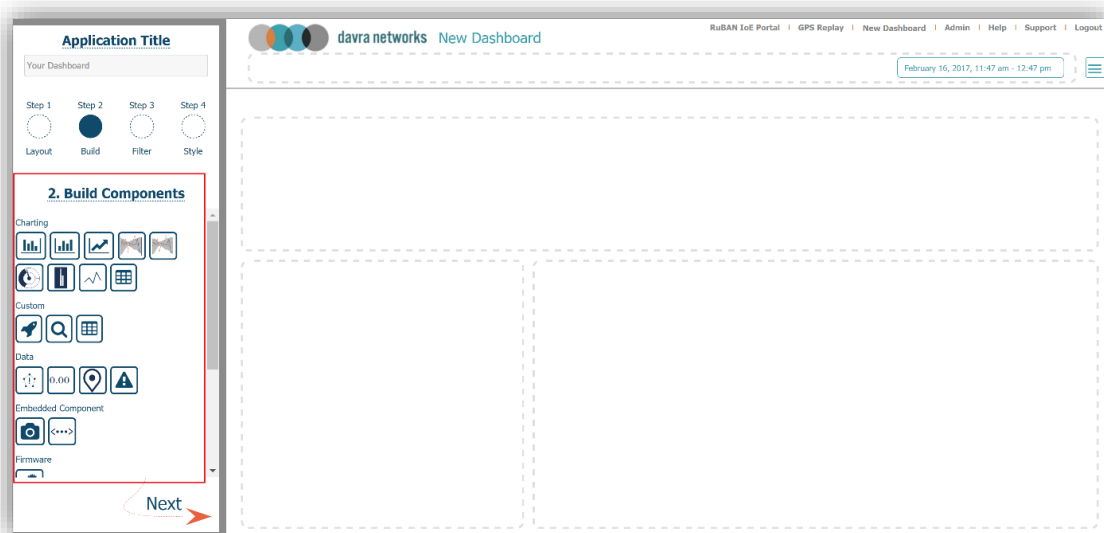 Application Title
Your Dashboard
Step 1 Step 2 Step 3 Step 4
Layout Build Filter Style
2. Build Components
Charting
Custom
Data
0.00
Embedded Component
Firmware
Next
davra networks New Dashboard
RuBAN IoE Portal | GPS Replay | New Dashboard | Admin | Help | Support | Logout
February 16, 2017, 11:47 am - 12:47 pm